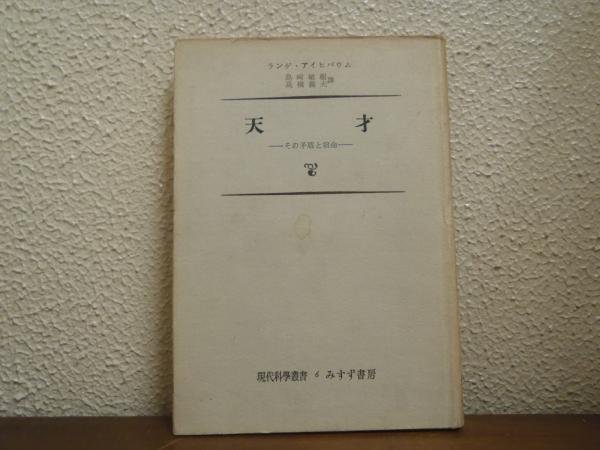 ランゲ・アイヒバウム
島崎敏樹
高橋義夫 譯
天才
――その矛盾と宿命――
現代科學叢書 6 みすず書房